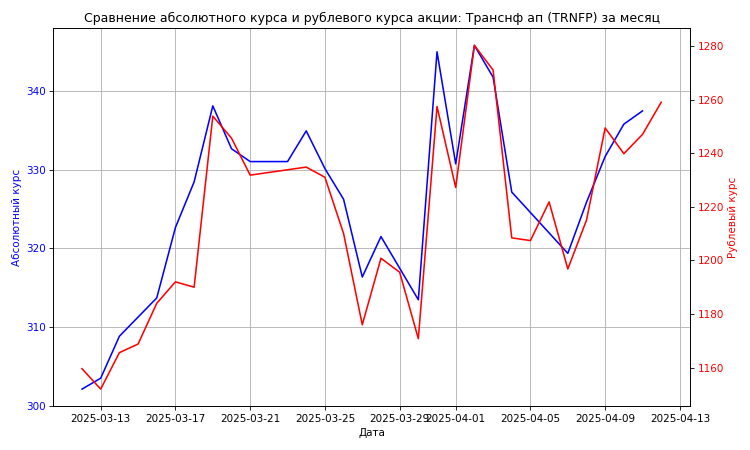 Сравнение абсолютного курса и рублевого курса акции: Транснф ап (TRNFP) за месяц
Абсолютный курс
340
330
320
310
300
1280
1260
1240
1220
1200
1180
1160
Рублевый курс
2025-03-13 2025-03-17 2025-03-21 2025-03-25 2025-03-29 2025-04-01 2025-04-05 2025-04-09 2025-04-13
Дата